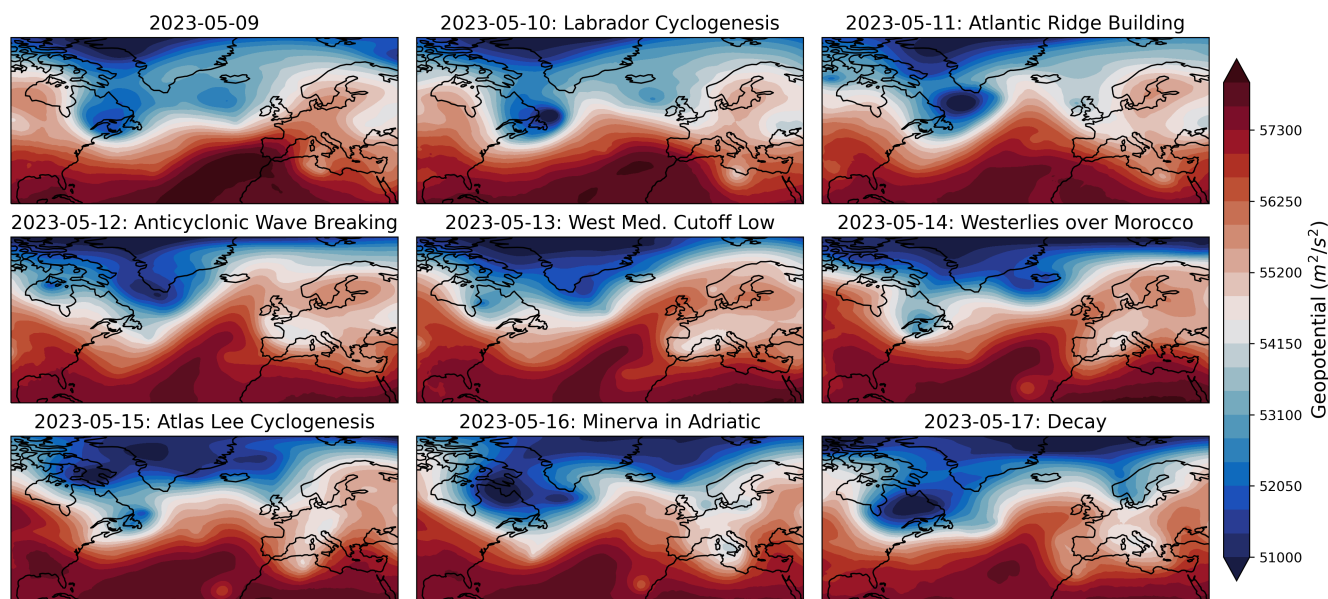 2023-05-09
2023-05-10: Labrador Cyclogenesis
2023-05-11: Atlantic Ridge Building
2023-05-12: Anticyclonic Wave Breaking
2023-05-13: West Med. Cutoff Low
2023-05-14: Westerlies over Morocco
2023-05-15: Atlas Lee Cyclogenesis
2023-05-16: Minerva in Adriatic
2023-05-17: Decay
57300
56250
55200
54150
53100
52050
51000
Geopotential (m²/s²)